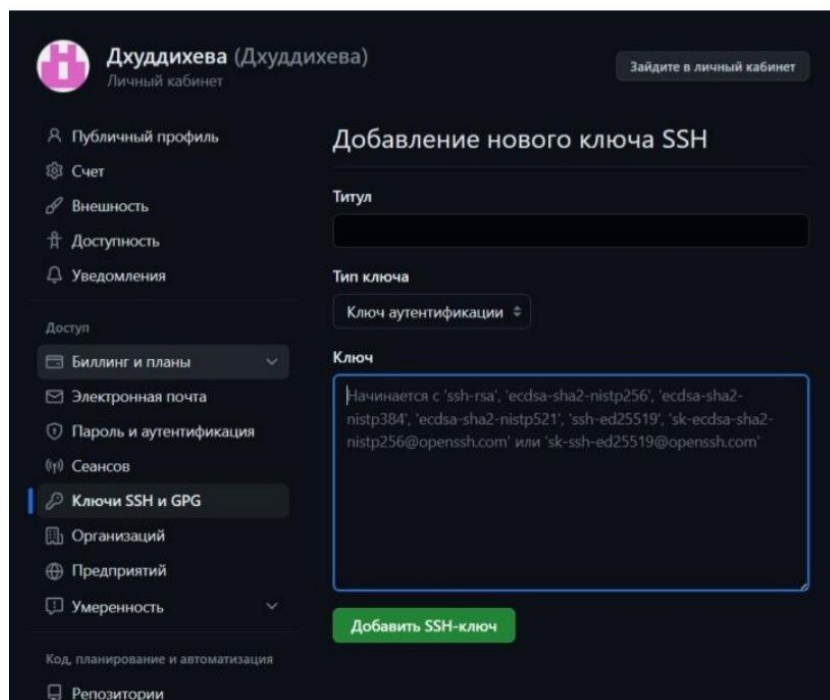 Дхуддихева (Дхуддихева)
Личный кабинет
Зайдите в личный кабинет
Публичный профиль
Счет
Внешность
Доступность
Уведомления
Доступ
Биллинг и планы
Электронная почта
Пароль и аутентификация
Сеансов
Ключи SSH и GPG
Организаций
Предприятий
Умеренность
Код, планирование и автоматизация
Репозитории
Добавление нового ключа SSH
Титул
Тип ключа
Ключ аутентификации
Ключ
Начинается с 'ssh-rsa', 'ecdsa-sha2-nistp256', 'ecdsa-sha2-
nistp384', 'ecdsa-sha2-nistp521', 'ssh-ed25519', 'sk-ecdsa-sha2-
nistp256@openssh.com' или 'sk-ssh-ed25519@openssh.com'
Добавить SSH-ключ